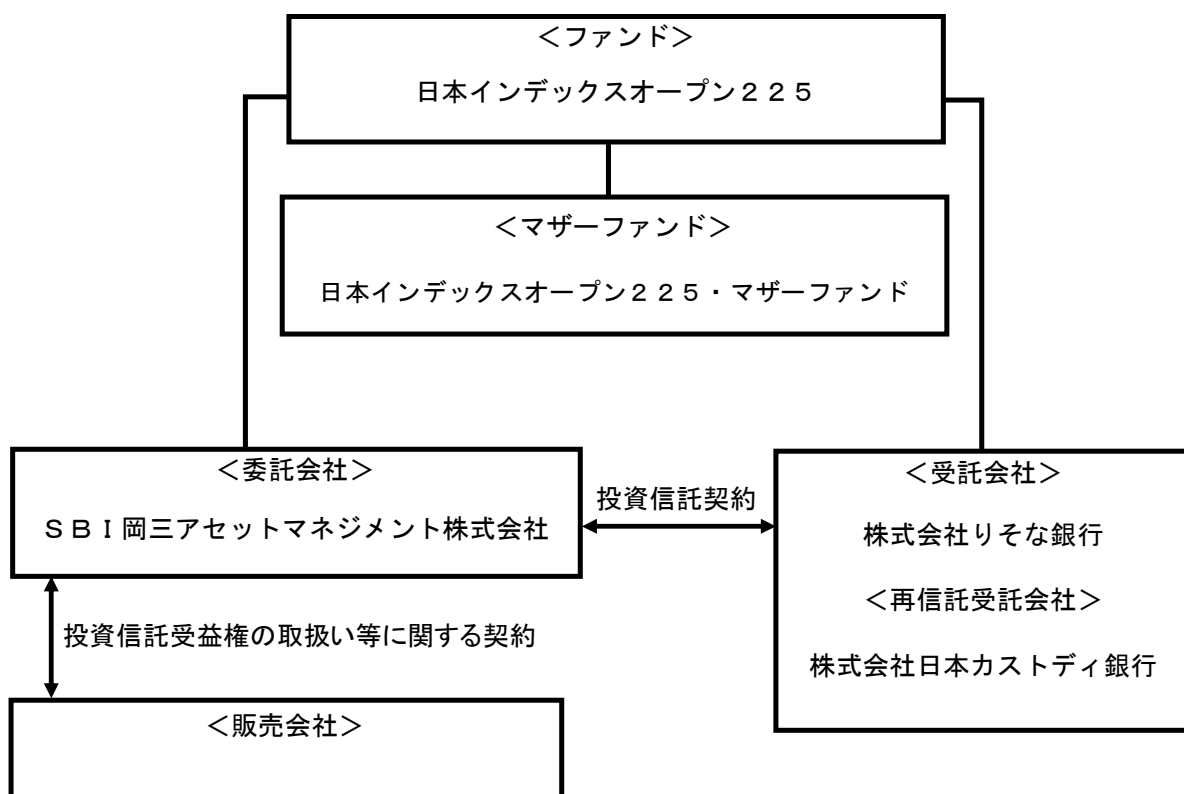 ＜ファンド＞
日本インデックスオープン２２５
＜マザーファンド＞
日本インデックスオープン２２５・マザーファンド
＜委託会社＞
ＳＢＩ岡三アセットマネジメント株式会社
投資信託契約
＜受託会社＞
株式会社りそな銀行
＜再信託受託会社＞
株式会社日本カストディ銀行
投資信託受益権の取扱い等に関する契約
＜販売会社＞